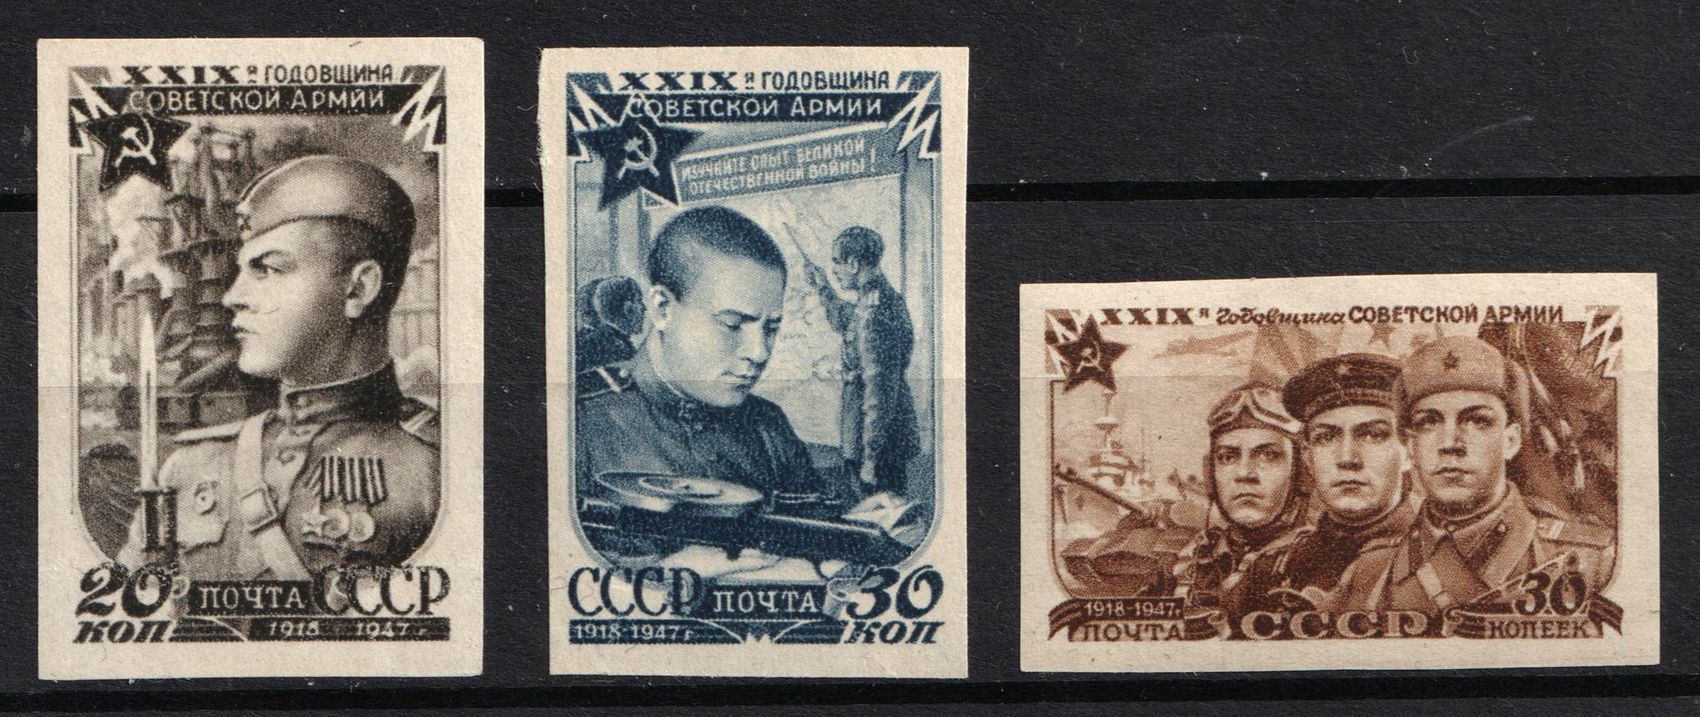 XXIX я ГОДОВЩИНА
СОВЕТСКОЙ АРМИИ
20 ПОЧТА СССР
КОП 1918 1947 г
XXIX я ГОДОВЩИНА
СОВЕТСКОЙ АРМИИ
ИЗУЧАЙТЕ ОПЫТ ВЕЛИКОЙ
ОТЕЧЕСТВЕННОЙ ВОЙНЫ!
СССР ПОЧТА 30
1918-1947 г. КОП
XXIX я Годовщина СОВЕТСКОЙ АРМИИ
1918-1947 г. 30
ПОЧТА СССР КОПЕЕК